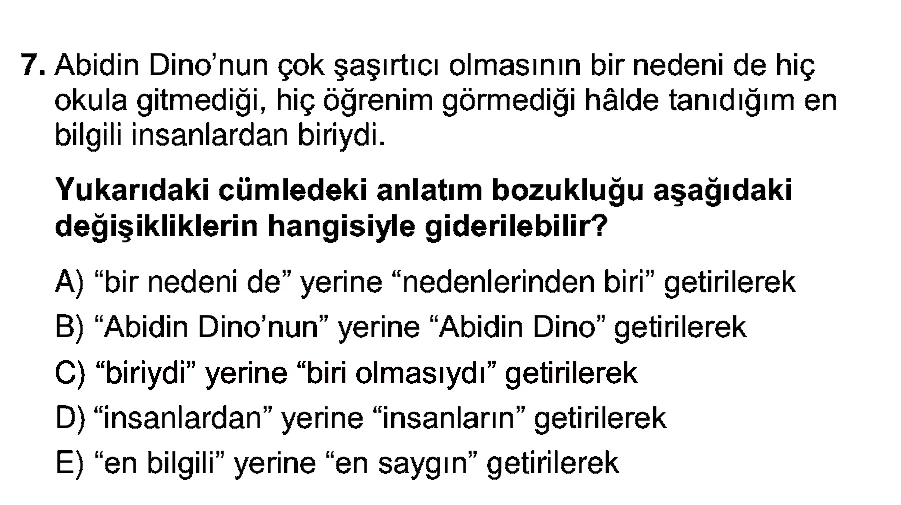 7. Abidin Dino’nun çok şaşırtıcı olmasının bir nedeni de hiç
okula gitmediği, hiç öğrenim görmediği hâlde tanıdığım en
bilgili insanlardan biriydi.
Yukarıdaki cümledeki anlatım bozukluğu aşağıdaki
değişikliklerin hangisiyle giderilebilir?
A) “bir nedeni de” yerine “nedenlerinden biri” getirilerek
B) “Abidin Dino’nun” yerine “Abidin Dino” getirilerek
C) “biriydi” yerine “biri olmasıydı” getirilerek
D) “insanlardan” yerine “insanların” getirilerek
E) “en bilgili” yerine “en saygın” getirilerek